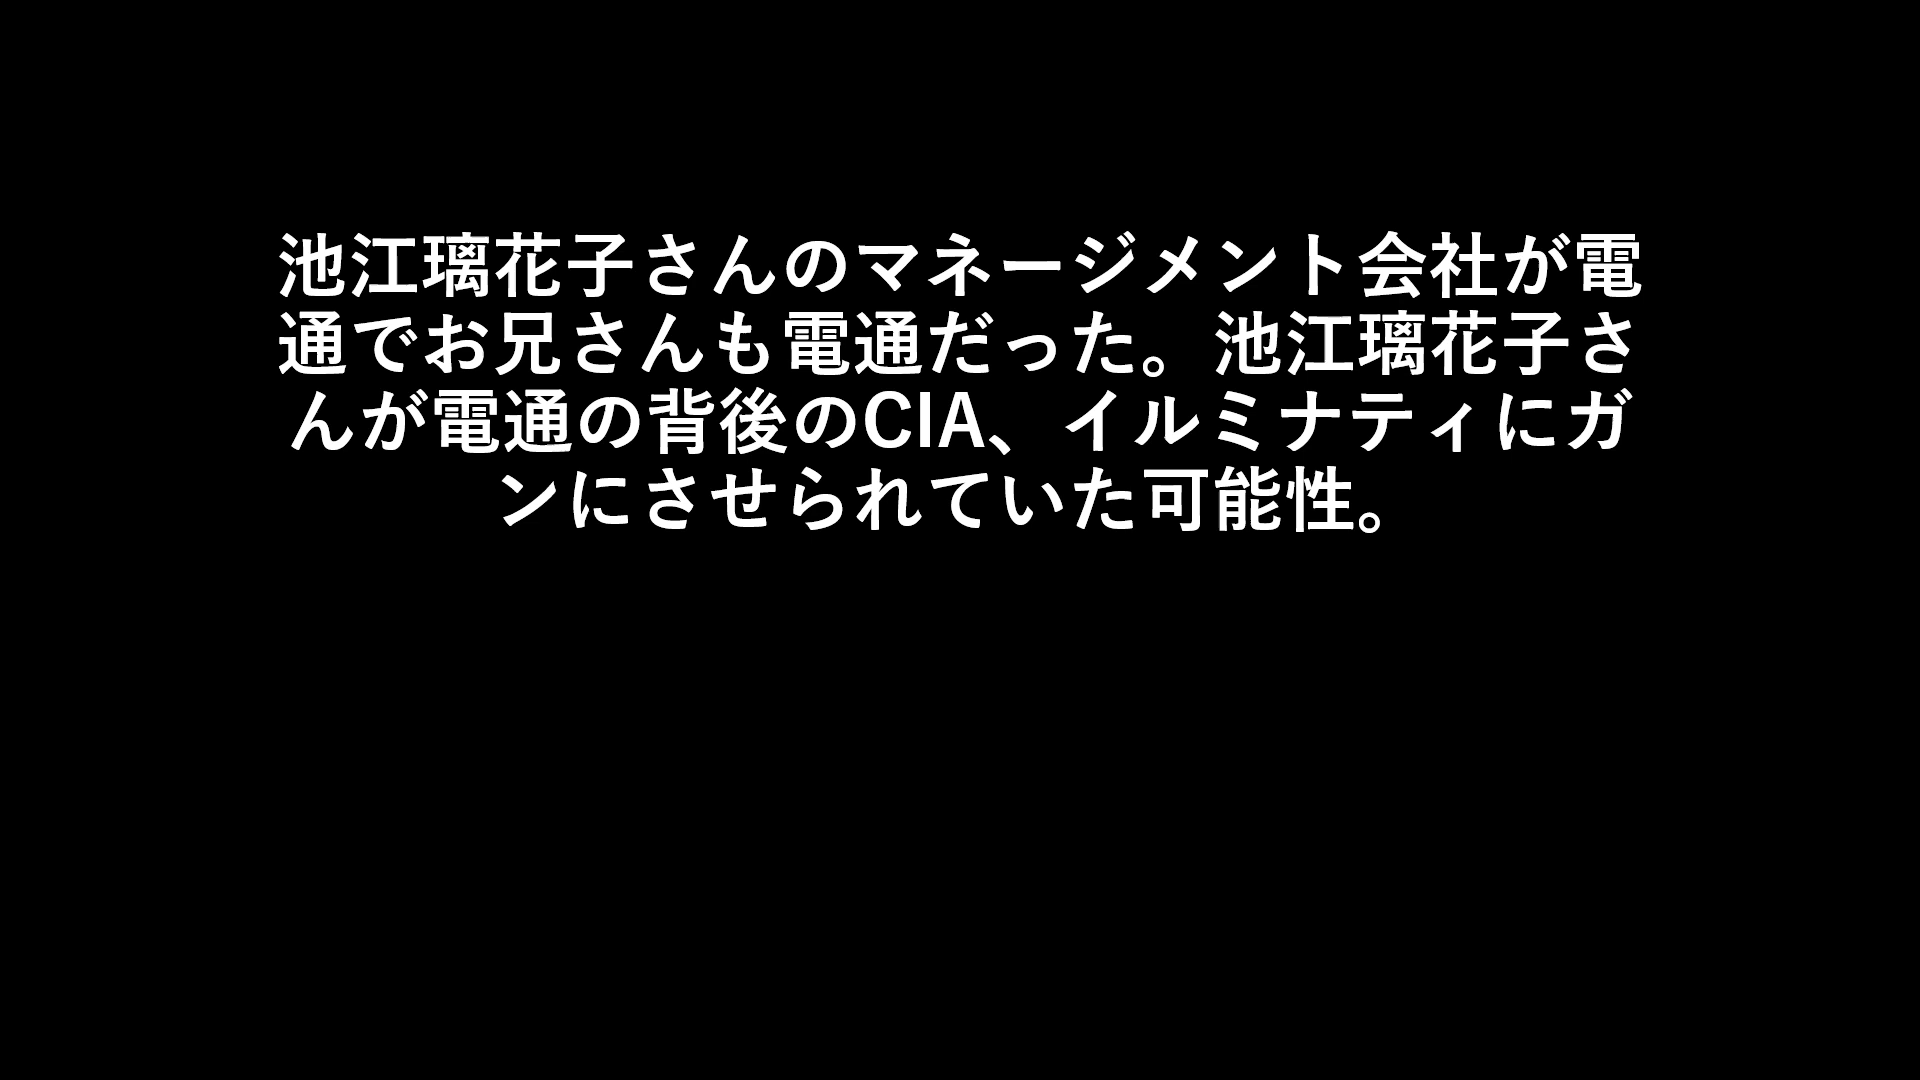 池江璃花子さんのマネージメント会社が電
通でお兄さんも電通だった。池江璃花子さ
んが電通の背後のCIA、イルミナティにガ
ンにさせられていた可能性。